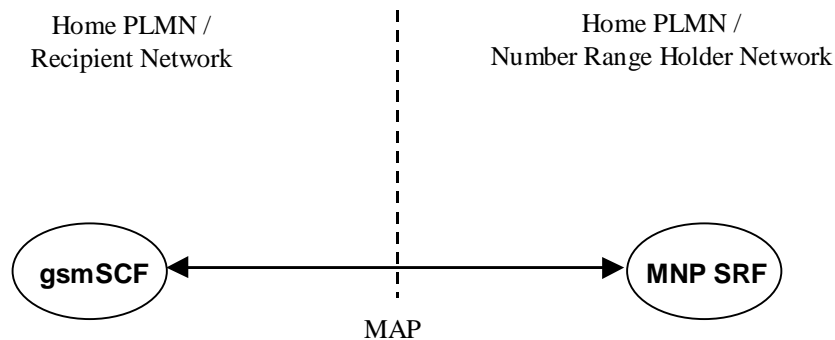 Home PLMN /
Recipient Network
Home PLMN /
Number Range Holder Network
gsmSCF
MNP SRF
MAP